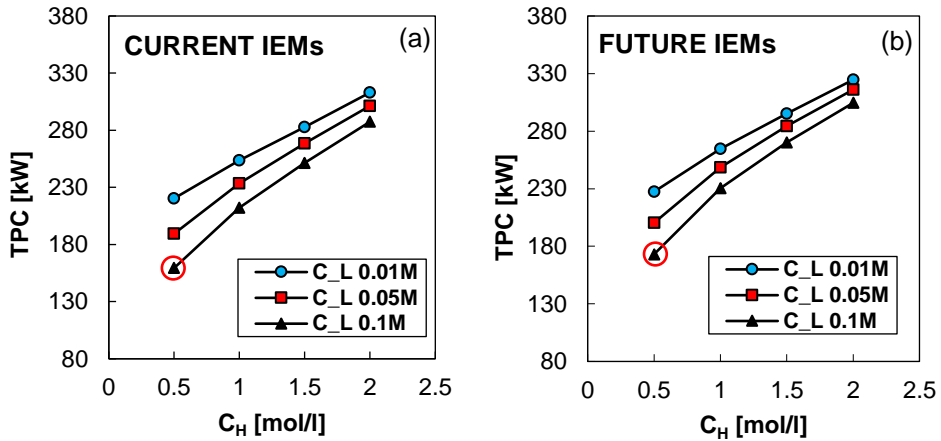 CURRENT IEMs
(a)
TPC [kW]
380
330
280
230
180
130
80
C_L 0.01M
C_L 0.05M
C_L 0.1M
0 0.5 1 1.5 2 2.5
C_H [mol/l]
FUTURE IEMs
(b)
TPC [kW]
380
330
280
230
180
130
80
C_L 0.01M
C_L 0.05M
C_L 0.1M
0 0.5 1 1.5 2 2.5
C_H [mol/l]